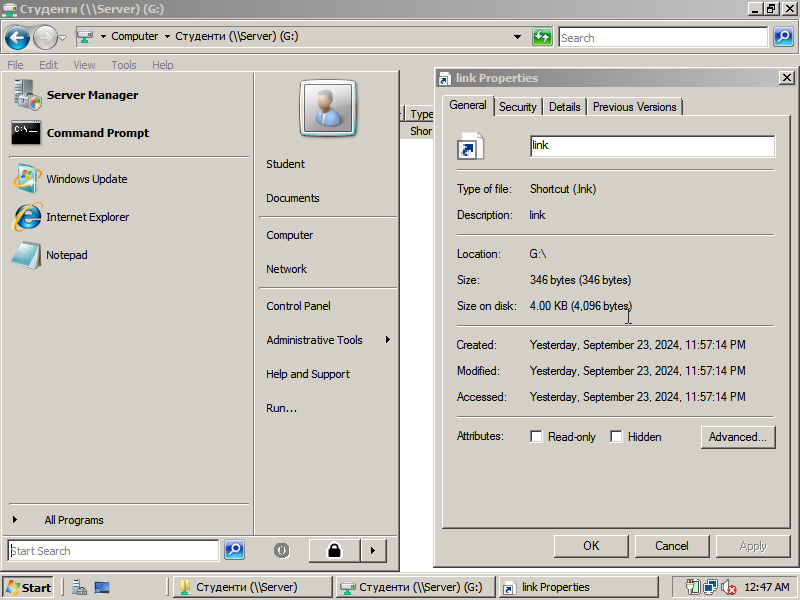 Студенти (\\Server) (G:)
Computer
Студенти (\\Server) (G:)
Search
File Edit View Tools Help
Server Manager
Command Prompt
Windows Update
Internet Explorer
Notepad
All Programs
Start Search
Student
Documents
Computer
Network
Control Panel
Administrative Tools
Help and Support
Run...
Type
Shor
link Properties
General Security Details Previous Versions
link
Type of file: Shortcut (.lnk)
Description: link
Location: G:\
Size: 346 bytes (346 bytes)
Size on disk: 4.00 KB (4,096 bytes)
Created: Yesterday, September 23, 2024, 11:57:14 PM
Modified: Yesterday, September 23, 2024, 11:57:14 PM
Accessed: Yesterday, September 23, 2024, 11:57:14 PM
Attributes: Read-only Hidden Advanced...
OK Cancel Apply
Start Студенти (\\Server) Студенти (\\Server) (G:) link Properties 12:47 AM